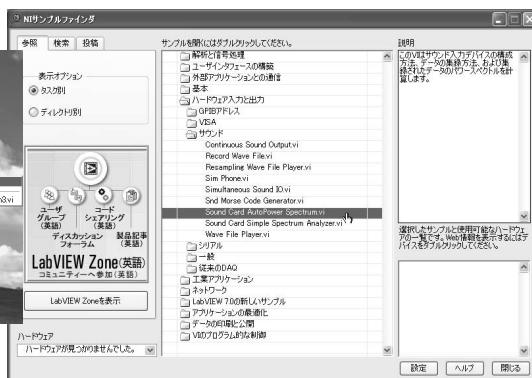 NIサンプルファインダ
参照 検索 投稿
表示オプション
タスク別
ディレクトリ別
ユーザ グループ (英語)
コード シェアリング (英語)
ディスカッション フォーラム
製品記事 (英語)
LabVIEW Zone(英語)
コミュニティーへ参加(英語)
LabVIEW Zoneを表示
ハードウェア
ハードウェアが見つかりませんでした。
サンプルを開くにはダブルクリックしてください。
解析と信号処理
ユーザインタフェースの構築
外部アプリケーションとの通信
基本
ハードウェア入力と出力
GPIBアドレス
VISA
サウンド
Continuous Sound Output.vi
Record Wave File.vi
Resampling Wave File Player.vi
Sim Phone.vi
Simultaneous Sound IO.vi
Snd Morse Code Generator.vi
Sound Card AutoPower Spectrum.vi
Sound Card Simple Spectrum Analyzer.vi
Wave File Player.vi
シリアル
一般
従来のDAQ
工業アプリケーション
ネットワーク
LabVIEW 7.0の新しいサンプル
アプリケーションの最適化
データの印刷と公開
VIのプログラム的な制御
説明
このVIはサウンド入力デバイスの構成
方法、データの集録方法、および集
録されたデータのパワースペクトルを計
算します。
選択したサンプルと使用可能なハードウェ
アの一覧です。Web情報を表示するにはデ
バイスをダブルクリックしてください。
設定 ヘルプ 閉じる